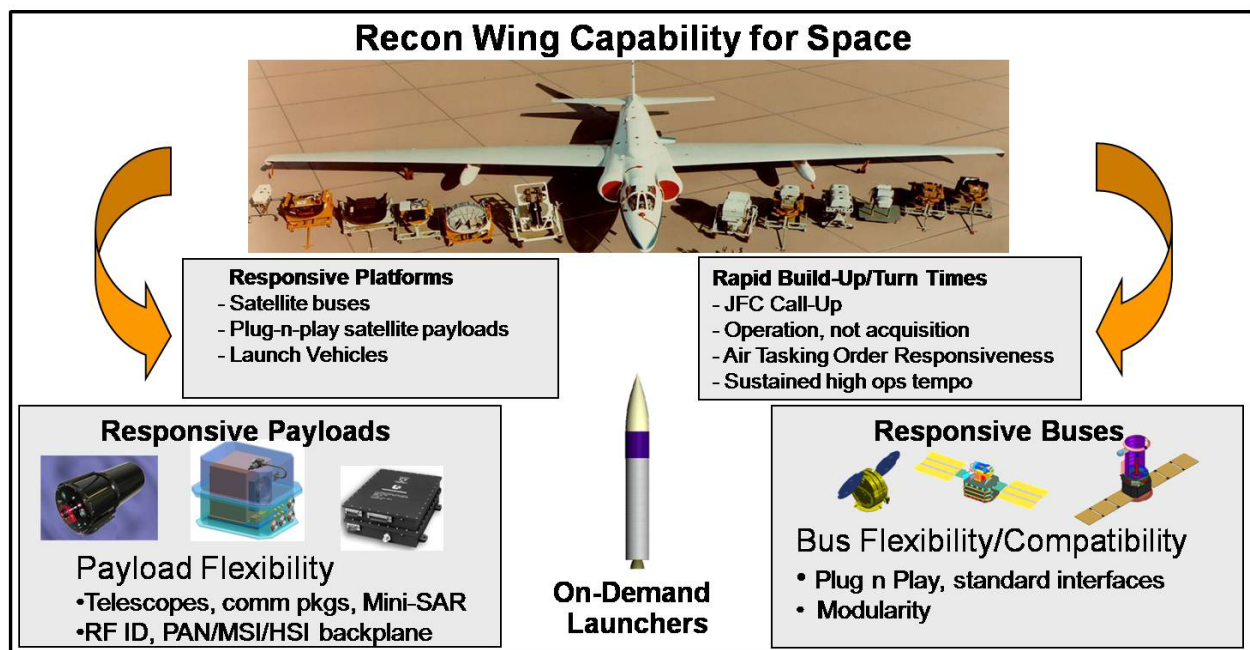 Recon Wing Capability for Space
Responsive Platforms
- Satellite buses
- Plug-n-play satellite payloads
- Launch Vehicles
Rapid Build-Up/Turn Times
- JFC Call-Up
- Operation, not acquisition
- Air Tasking Order Responsiveness
- Sustained high ops tempo
Responsive Payloads
Payload Flexibility
•Telescopes, comm pkgs, Mini-SAR
•RF ID, PAN/MSI/HSI backplane
On-Demand
Launchers
Responsive Buses
Bus Flexibility/Compatibility
• Plug n Play, standard interfaces
• Modularity